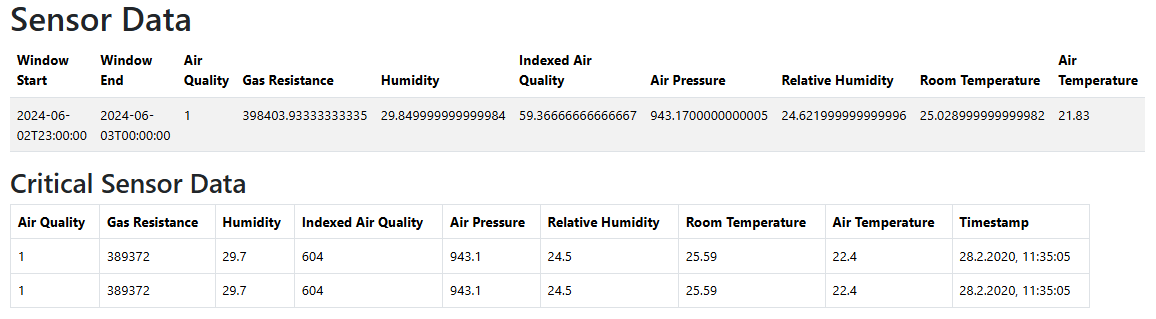 Sensor Data
Window Start Window End Air Quality Gas Resistance Humidity Indexed Air Quality Air Pressure Relative Humidity Room Temperature Air Temperature
2024-06-02T23:00:00 2024-06-03T00:00:00 1 398403.93333333335 29.849999999999984 59.36666666666667 943.1700000000005 24.621999999999996 25.028999999999982 21.83
Critical Sensor Data
Air Quality Gas Resistance Humidity Indexed Air Quality Air Pressure Relative Humidity Room Temperature Air Temperature Timestamp
1 389372 29.7 604 943.1 24.5 25.59 22.4 28.2.2020, 11:35:05
1 389372 29.7 604 943.1 24.5 25.59 22.4 28.2.2020, 11:35:05